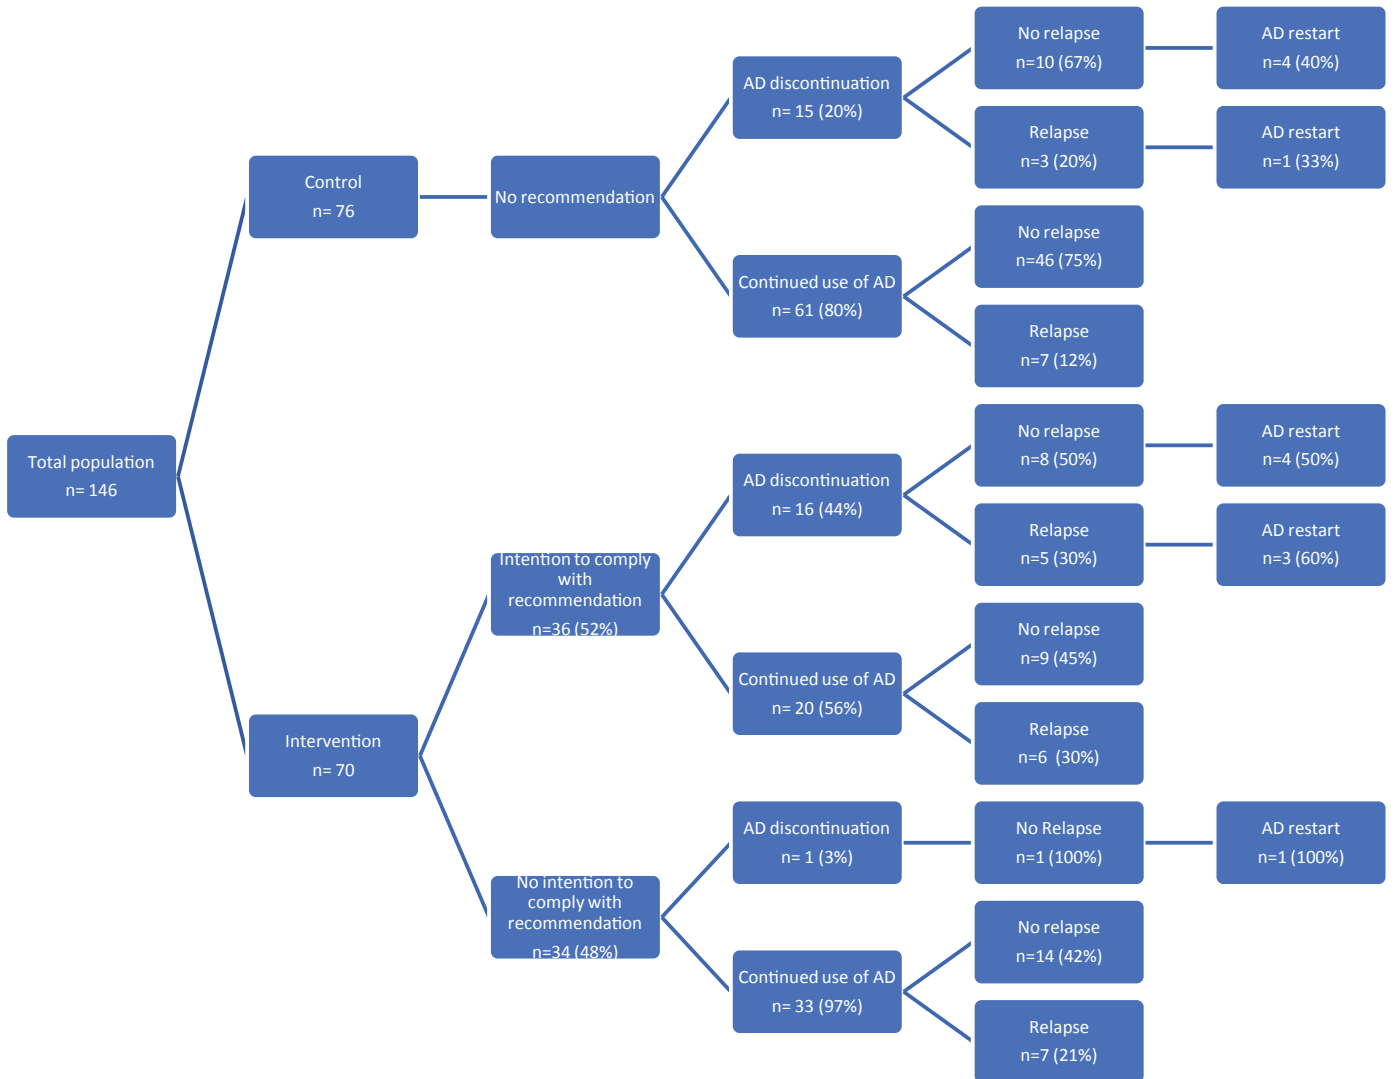 Total population
n= 146
Control
n= 76
No recommendation
AD discontinuation
n= 15 (20%)
No relapse
n=10 (67%)
AD restart
n=4 (40%)
Relapse
n=3 (20%)
AD restart
n=1 (33%)
Continued use of AD
n= 61 (80%)
No relapse
n=46 (75%)
Relapse
n=7 (12%)
Intervention
n= 70
Intention to comply
with
recommendation
n=36 (52%)
AD discontinuation
n= 16 (44%)
No relapse
n=8 (50%)
AD restart
n=4 (50%)
Relapse
n=5 (30%)
AD restart
n=3 (60%)
Continued use of AD
n= 20 (56%)
No relapse
n=9 (45%)
Relapse
n=6 (30%)
No intention to
comply with
recommendation
n=34 (48%)
AD discontinuation
n= 1 (3%)
No Relapse
n=1 (100%)
AD restart
n=1 (100%)
Continued use of AD
n= 33 (97%)
No relapse
n=14 (42%)
Relapse
n=7 (21%)